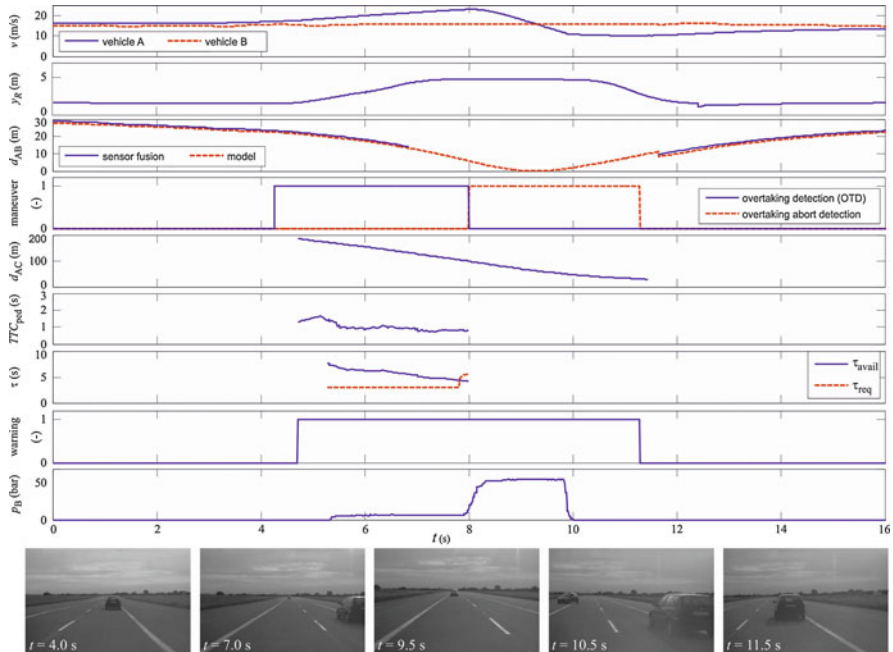 v (m/s)
20
10
0
vehicle A
vehicle B
y_R (m)
5
0
d_AB (m)
30
20
10
0
sensor fusion
model
maneuver
(-)
1
0
overtaking detection (OTD)
overtaking abort detection
d_AC (m)
200
100
0
TTC_ped (s)
3
2
1
0
τ (s)
10
5
0
τ_avail
τ_req
warning
(-)
1
0
p_B (bar)
50
0
0 2 4 6 8 10 12 14 16
t (s)
t = 4.0 s
t = 7.0 s
t = 9.5 s
t = 10.5 s
t = 11.5 s